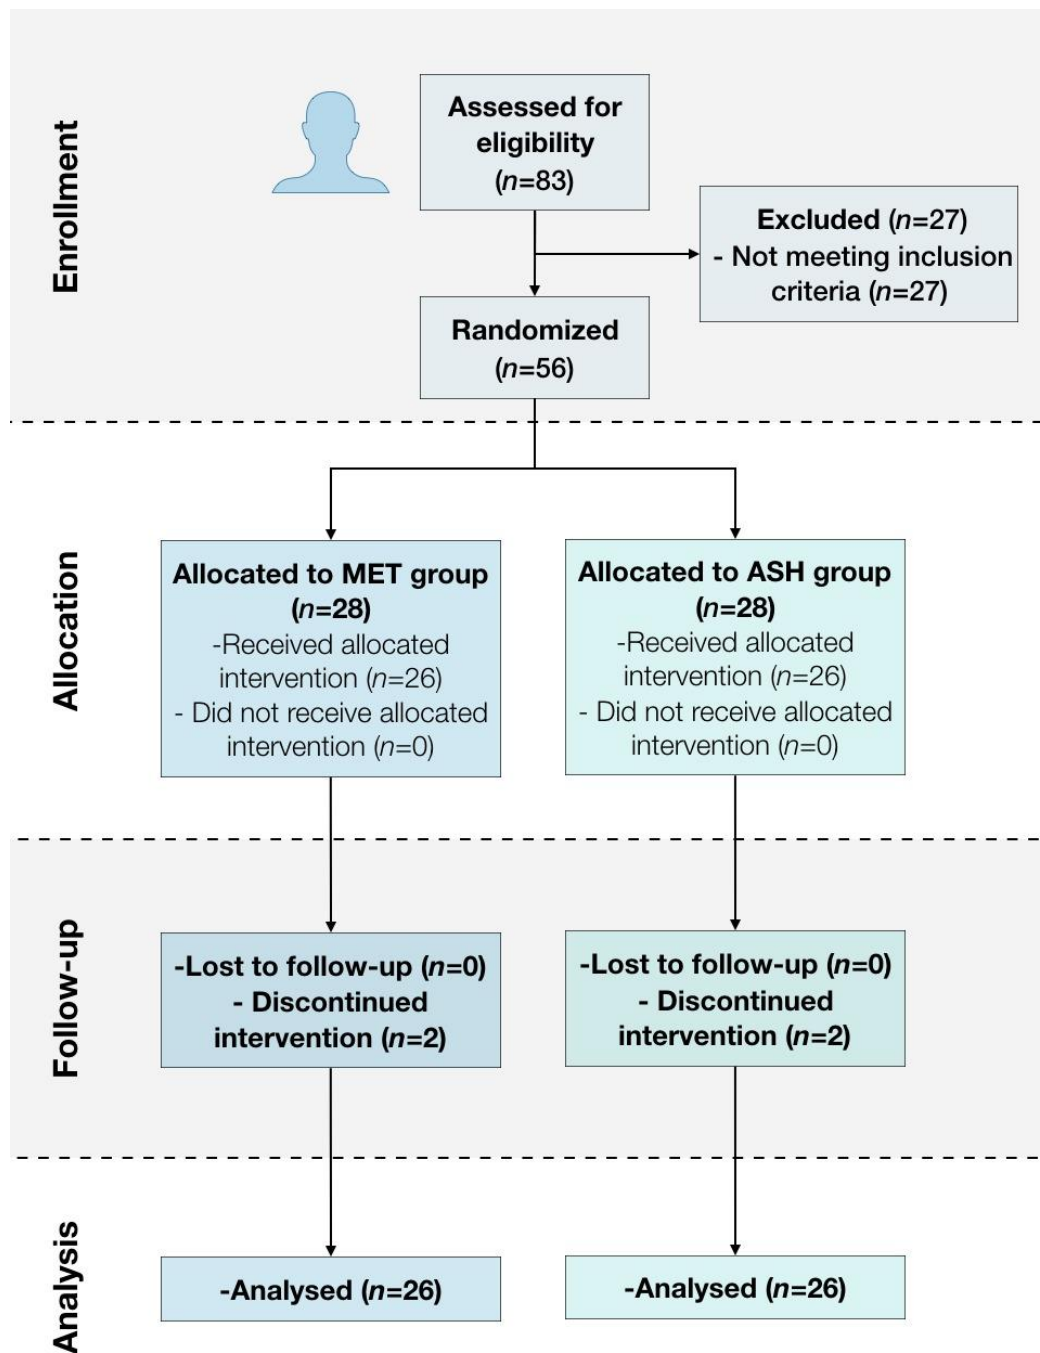 Enrollment
Assessed for
eligibility
(n=83)
Excluded (n=27)
- Not meeting inclusion
criteria (n=27)
Randomized
(n=56)
Allocation
Allocated to MET group
(n=28)
-Received allocated
intervention (n=26)
- Did not receive allocated
intervention (n=0)
Allocated to ASH group
(n=28)
-Received allocated
intervention (n=26)
- Did not receive allocated
intervention (n=0)
Follow-up
-Lost to follow-up (n=0)
- Discontinued
intervention (n=2)
-Lost to follow-up (n=0)
- Discontinued
intervention (n=2)
Analysis
-Analysed (n=26)
-Analysed (n=26)